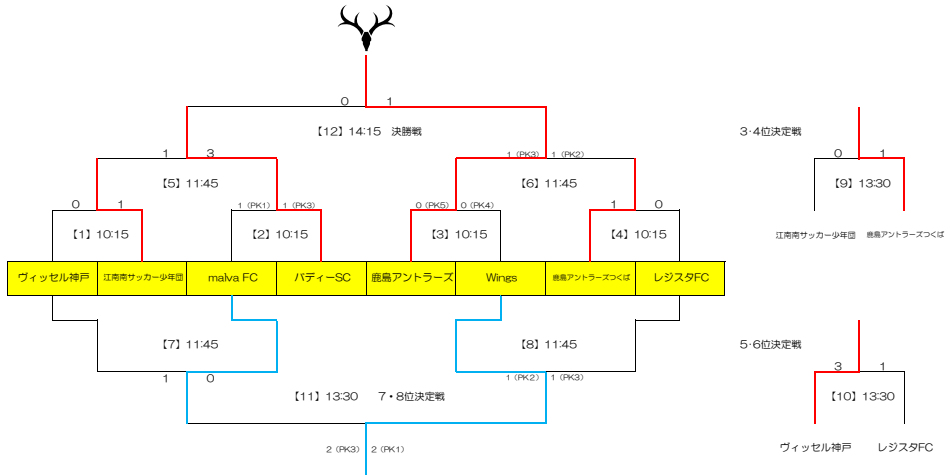 0 1
【12】14:15 決勝戦
3・4位決定戦
1 3
1（PK3） 1（PK2）
0 1
【5】11:45
【6】11:45
【9】13:30
0 1
1（PK1） 1（PK3）
0（PK5） 0（PK4）
1 0
【1】10:15
【2】10:15
【3】10:15
【4】10:15
江南南サッカー少年団 鹿島アントラーズつくば
ヴィッセル神戸 江南南サッカー少年団 malva FC バディーSC 鹿島アントラーズ Wings 鹿島アントラーズつくば レジスタFC
【7】11:45
【8】11:45
5・6位決定戦
1 0
1（PK2） 1（PK3）
3 1
【11】13:30 7・8位決定戦
【10】13:30
2（PK3） 2（PK1）
ヴィッセル神戸 レジスタFC